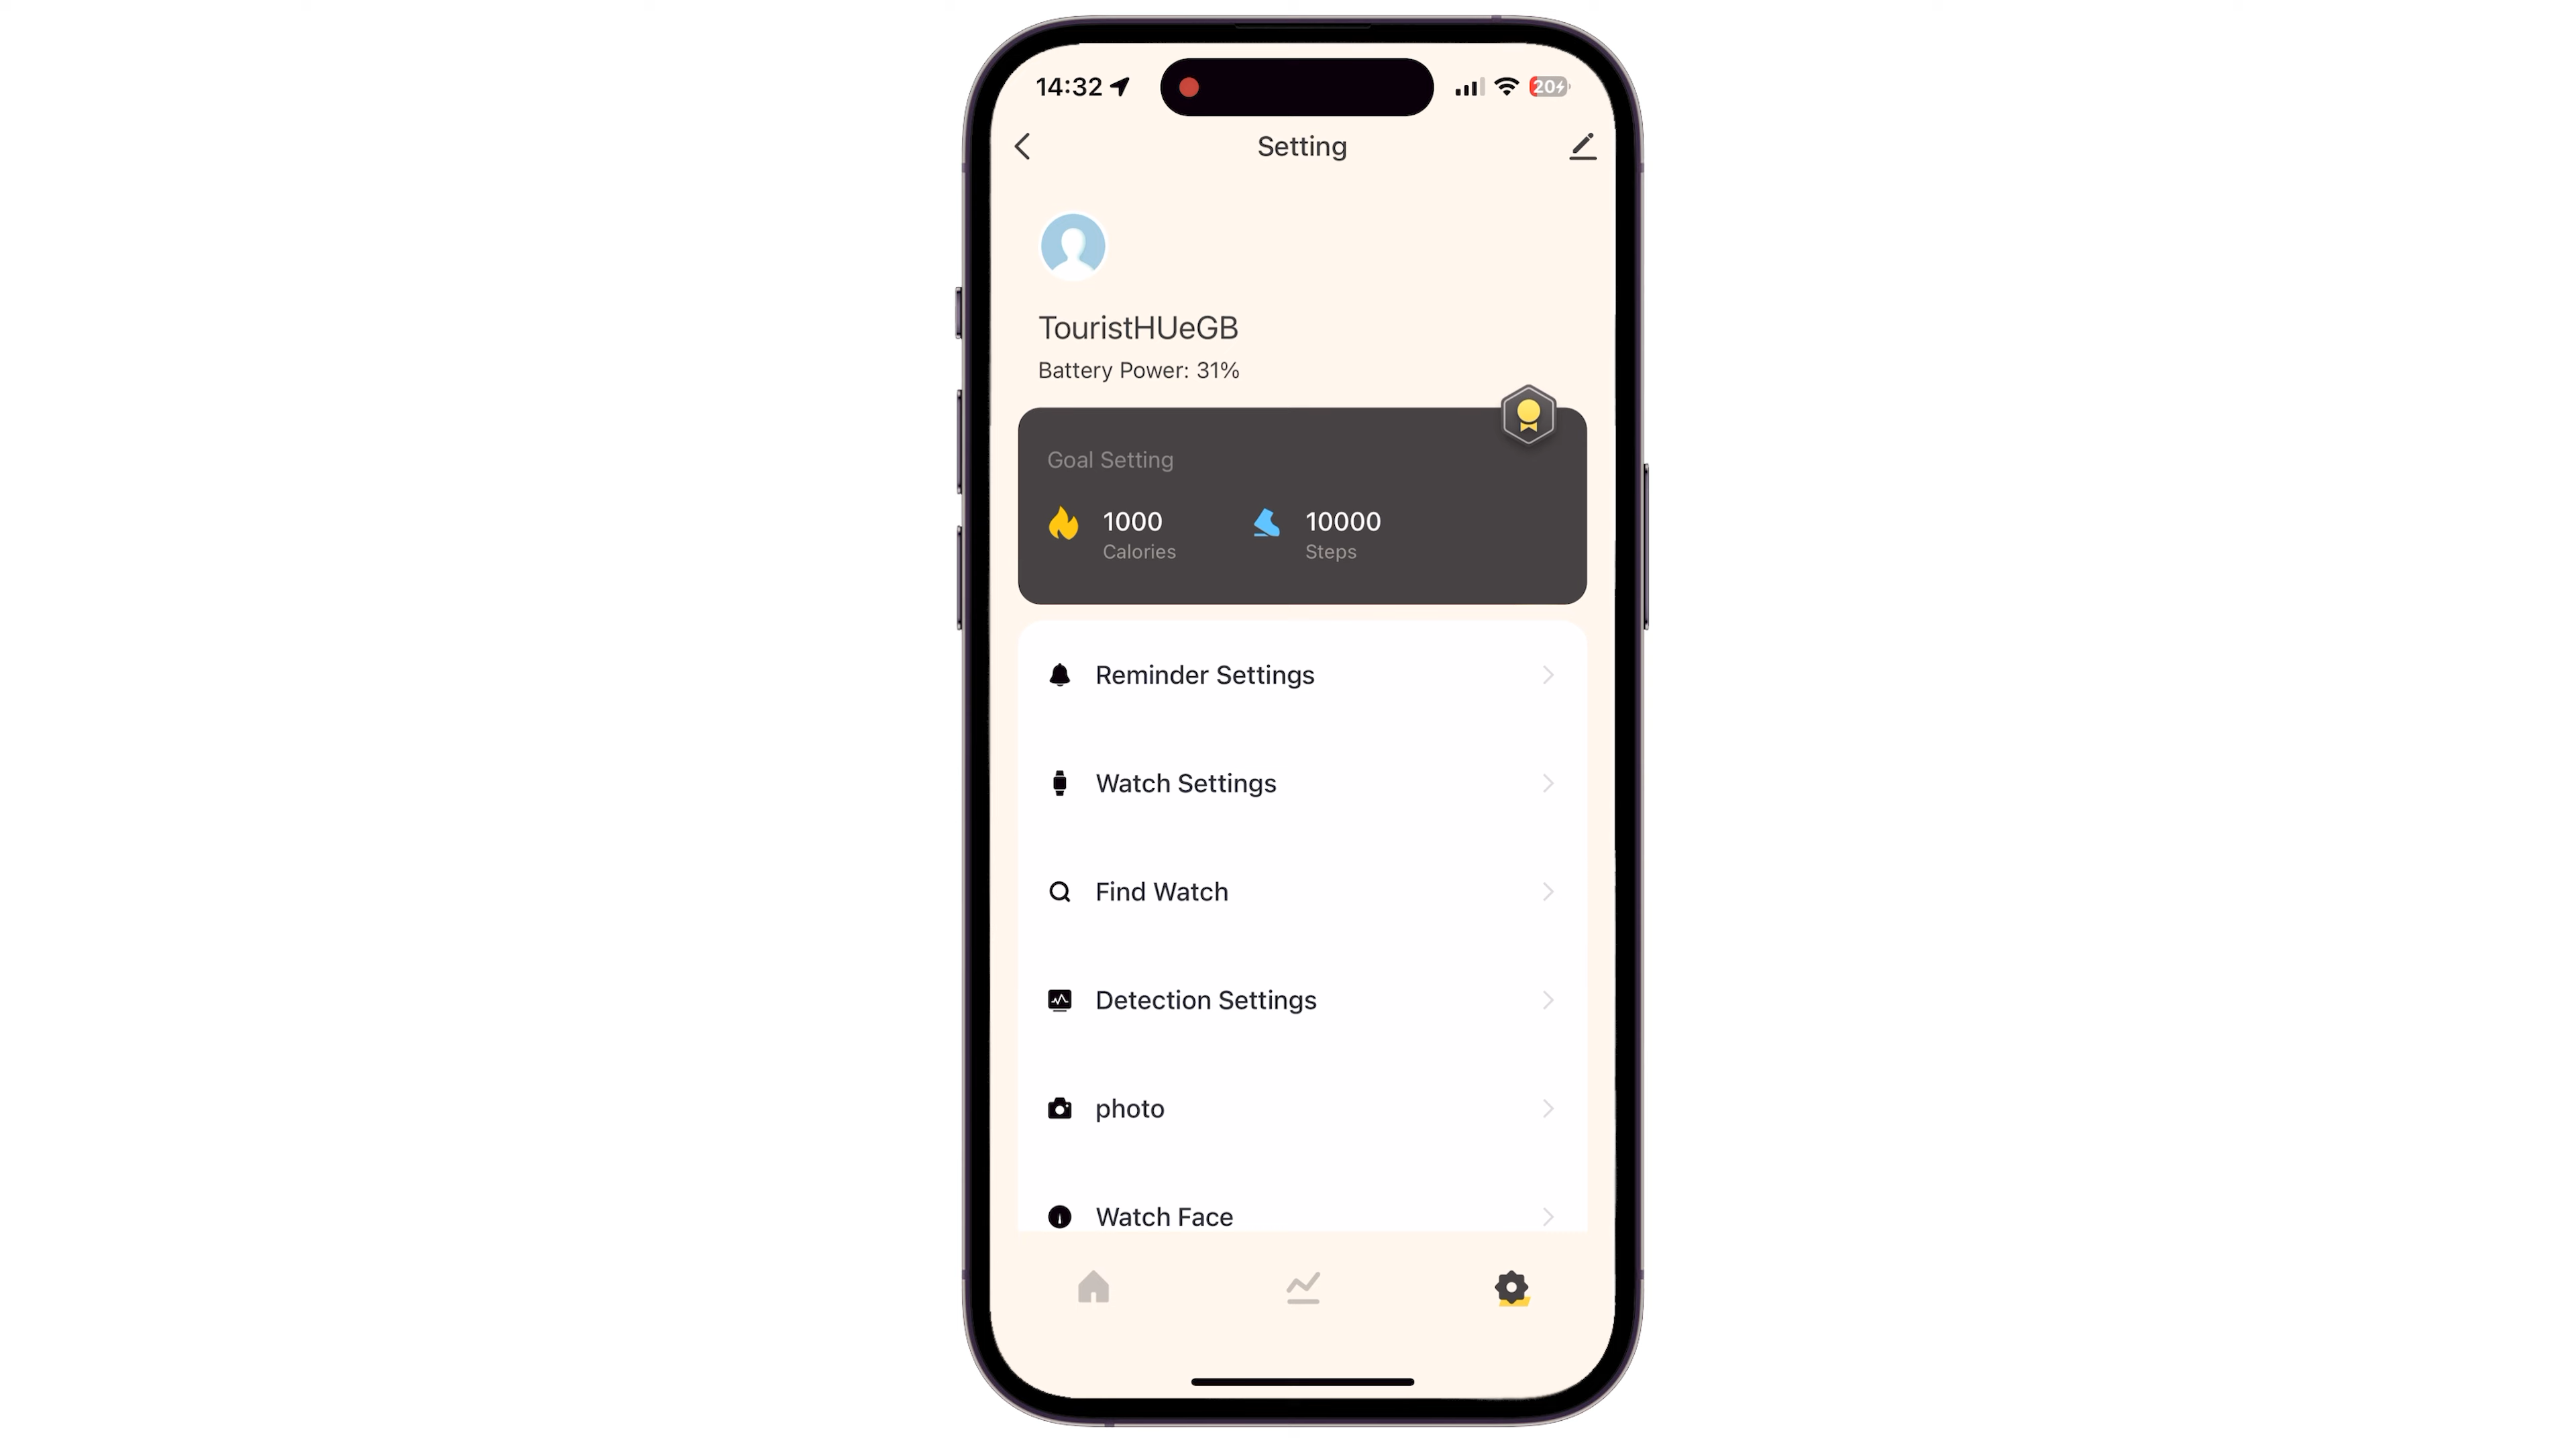 14:32
20
Setting
TouristHUeGB
Battery Power: 31%
Goal Setting
1000
Calories
10000
Steps
Reminder Settings
Watch Settings
Find Watch
Detection Settings
photo
Watch Face